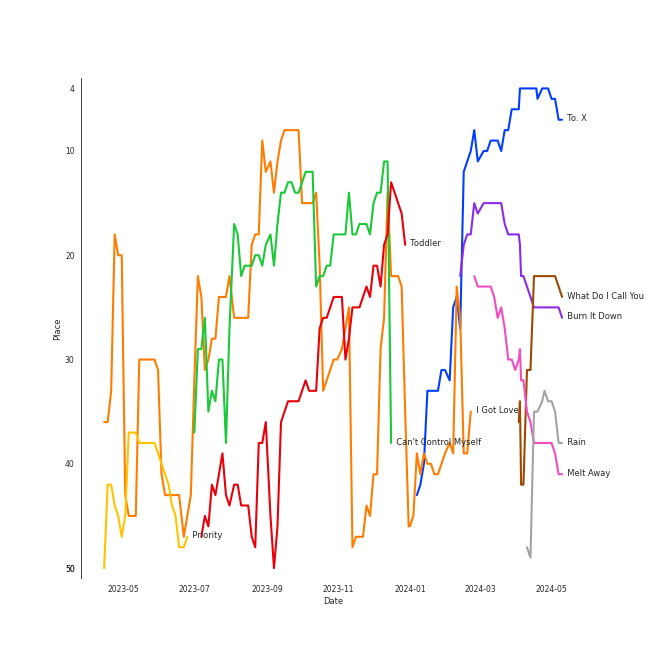 4
10
20
30
40
50
Place
To. X
Toddler
What Do I Call You
Burn It Down
I Got Love
Can't Control Myself
Rain
Melt Away
Priority
2023-05
2023-07
2023-09
2023-11
2024-01
2024-03
2024-05
Date